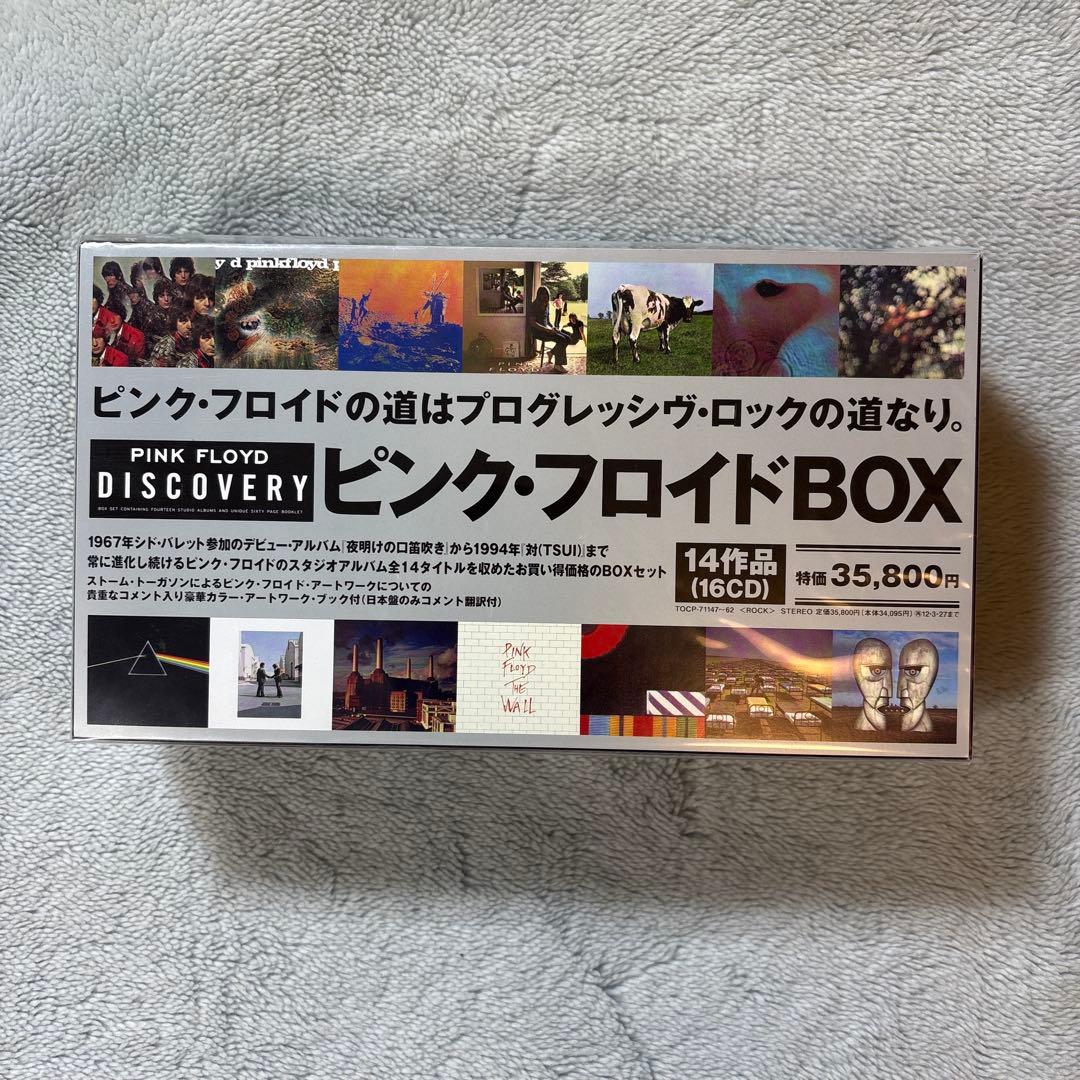 y d pinkfloyd
PINK
FLOYD
ピンク・フロイドの道はプログレッシヴ・ロックの道なり。
PINK FLOYD
DISCOVERY
BOX SET CONTAINING FOURTEEN STUDIO ALBUMS AND UNIQUE SIXTY PAGE BOOKLET
ピンク・フロイドBOX
1967年シド・バレット参加のデビュー・アルバム『夜明けの口笛吹き』から1994年『対(TSUI)』まで
常に進化し続けるピンク・フロイドのスタジオアルバム全14タイトルを収めたお買い得価格のBOXセット
ストーム・トーガソンによるピンク・フロイド・アートワークについての
貴重なコメント入り豪華カラー・アートワーク・ブック付(日本盤のみコメント翻訳付)
14作品
(16CD)
特価 35,800円
TOCP-71147〜62 <ROCK> STEREO 定価35,800円 (本体34,095円) 再12・3・27まで
PINK
FLOYD
THE
WALL